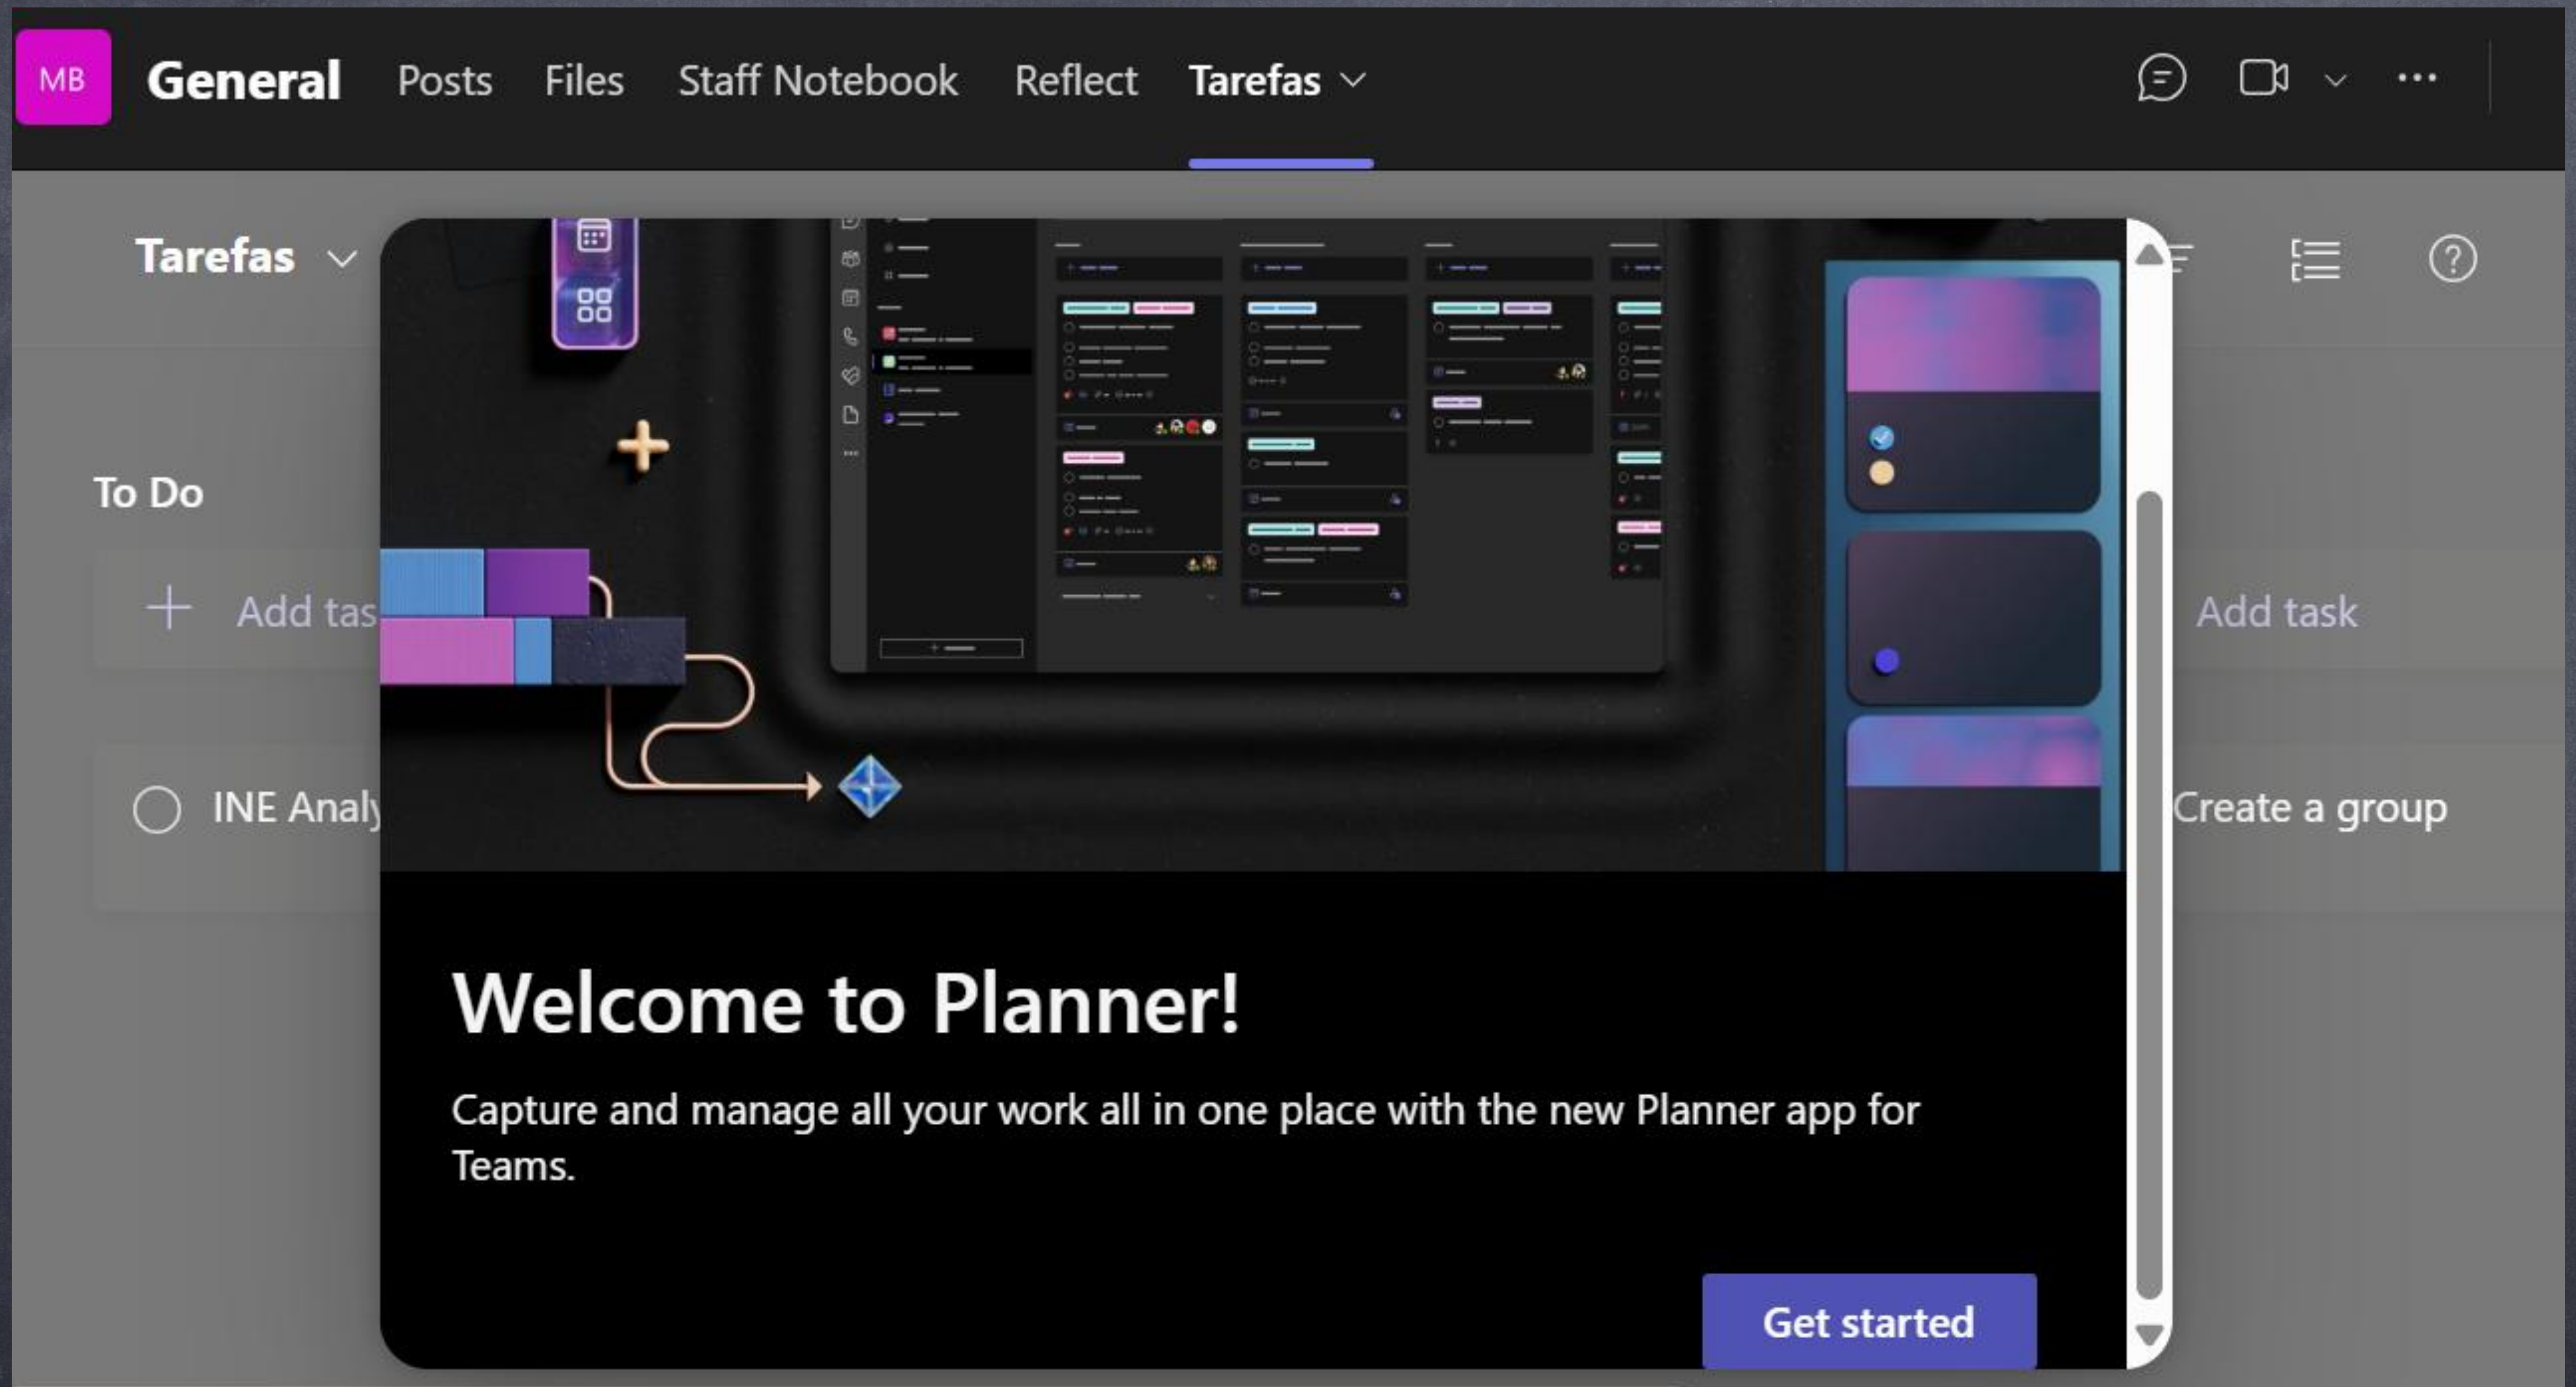 MB General Posts Files Staff Notebook Reflect Tarefas
Tarefas
To Do
Add tas
Add task
INE Analy
Create a group
Welcome to Planner!
Capture and manage all your work all in one place with the new Planner app for
Teams.
Get started